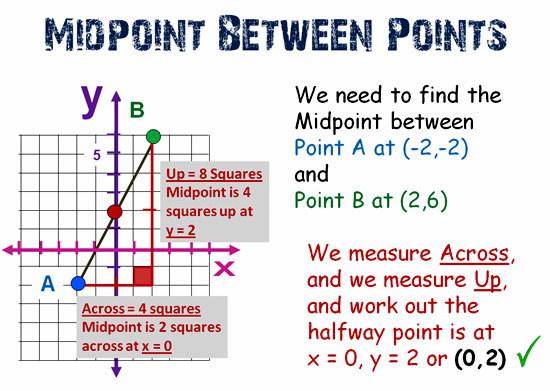 MIDPOINT BETWEEN POINTS
y
B
5
Up = 8 Squares
Midpoint is 4
squares up at
y = 2
x
A
Across = 4 squares
Midpoint is 2 squares
across at x = 0
We need to find the
Midpoint between
Point A at (-2,-2)
and
Point B at (2,6)
We measure Across,
and we measure Up,
and work out the
halfway point is at
x = 0, y = 2 or (0,2) ✓